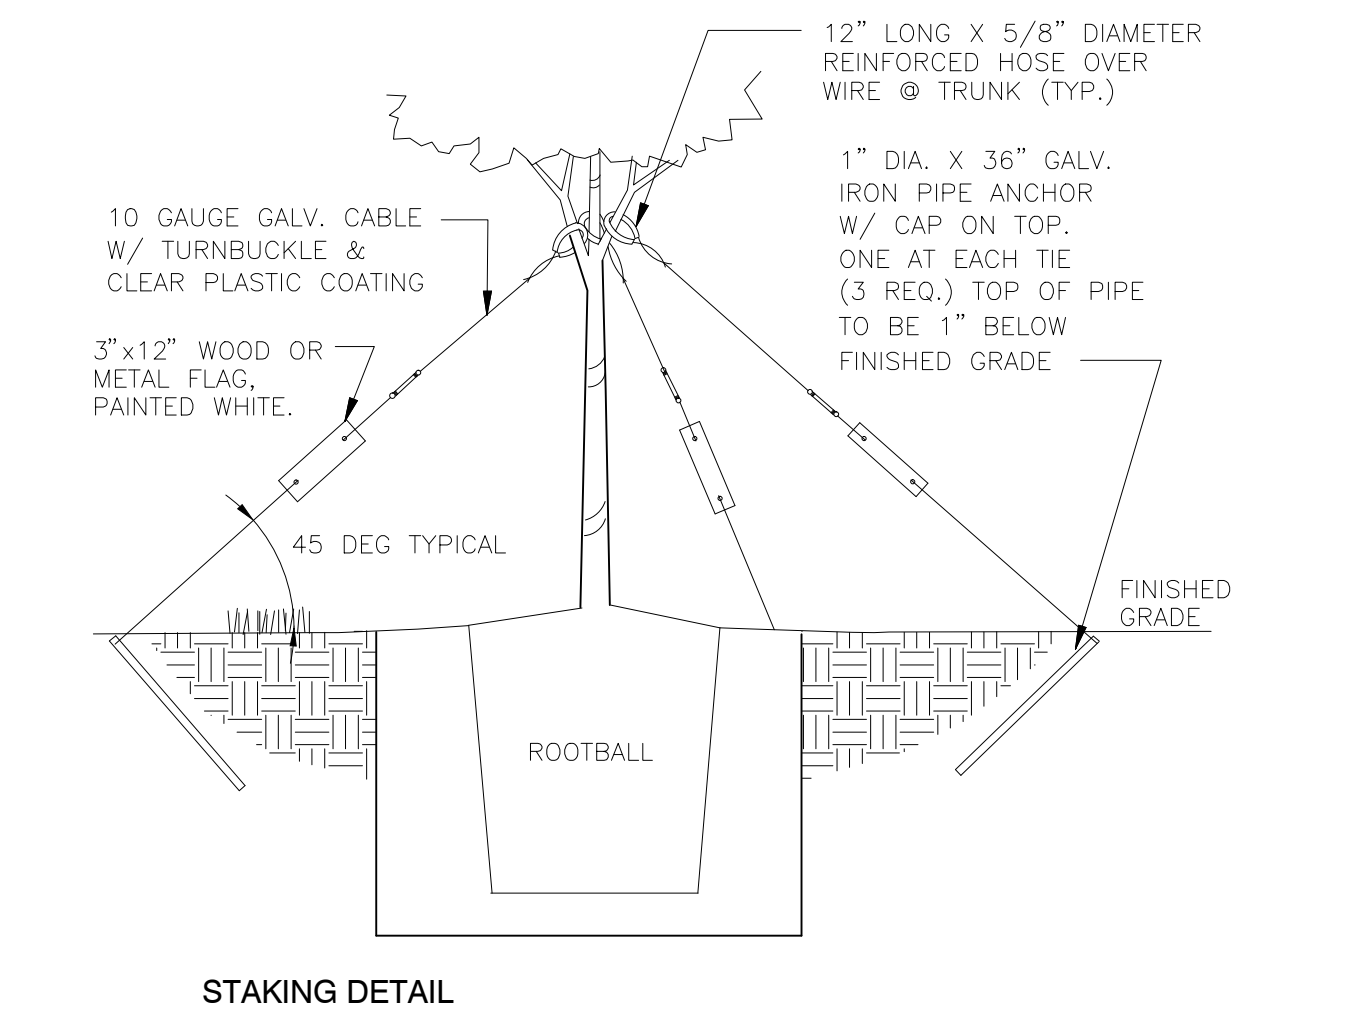 12” LONG X 5/8” DIAMETER
REINFORCED HOSE OVER
WIRE @ TRUNK (TYP.)
1” DIA. X 36” GALV.
IRON PIPE ANCHOR
W/ CAP ON TOP.
ONE AT EACH TIE
(3 REQ.) TOP OF PIPE
TO BE 1” BELOW
FINISHED GRADE
10 GAUGE GALV. CABLE
W/ TURNBUCKLE &
CLEAR PLASTIC COATING
3”x12” WOOD OR
METAL FLAG,
PAINTED WHITE.
45 DEG TYPICAL
FINISHED
GRADE
ROOTBALL
STAKING DETAIL